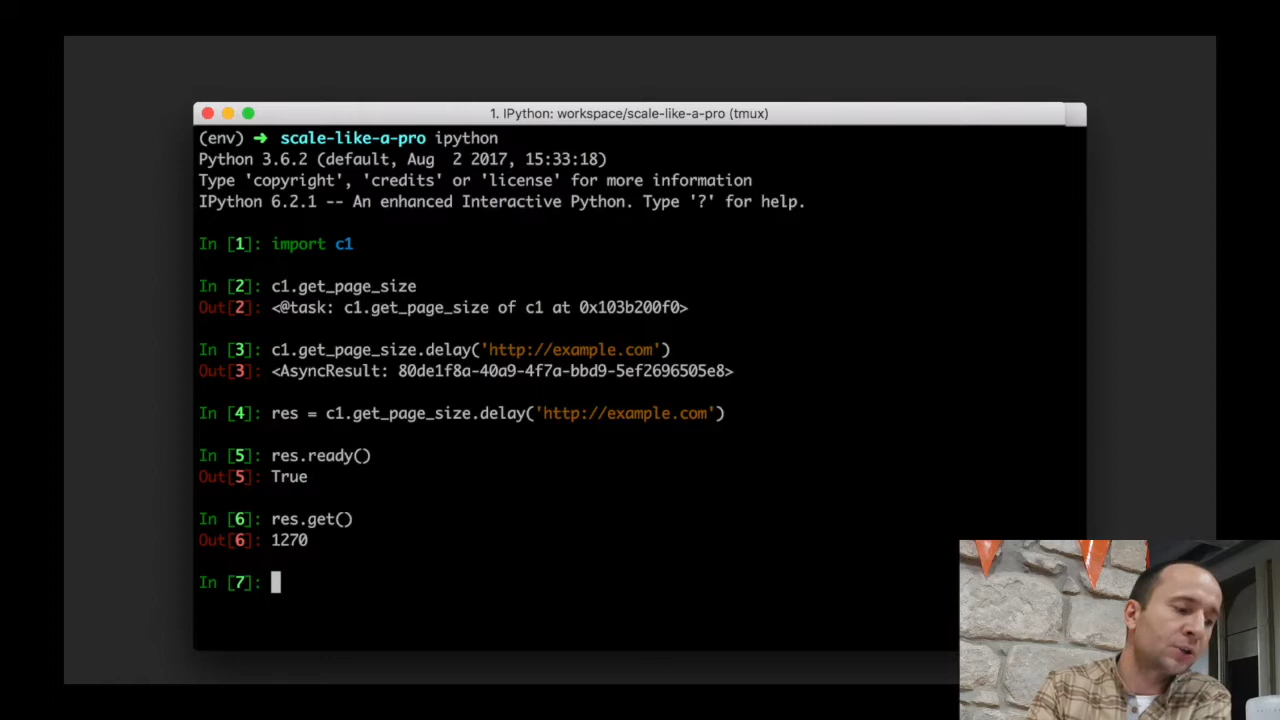 1. IPython: workspace/scale-like-a-pro (tmux)
(env) ➜ scale-like-a-pro ipython
Python 3.6.2 (default, Aug  2 2017, 15:33:18)
Type 'copyright', 'credits' or 'license' for more information
IPython 6.2.1 -- An enhanced Interactive Python. Type '?' for help.
In [1]: import c1
In [2]: c1.get_page_size
Out[2]: <@task: c1.get_page_size of c1 at 0x103b200f0>
In [3]: c1.get_page_size.delay('http://example.com')
Out[3]: <AsyncResult: 80de1f8a-40a9-4f7a-bbd9-5ef2696505e8>
In [4]: res = c1.get_page_size.delay('http://example.com')
In [5]: res.ready()
Out[5]: True
In [6]: res.get()
Out[6]: 1270
In [7]: